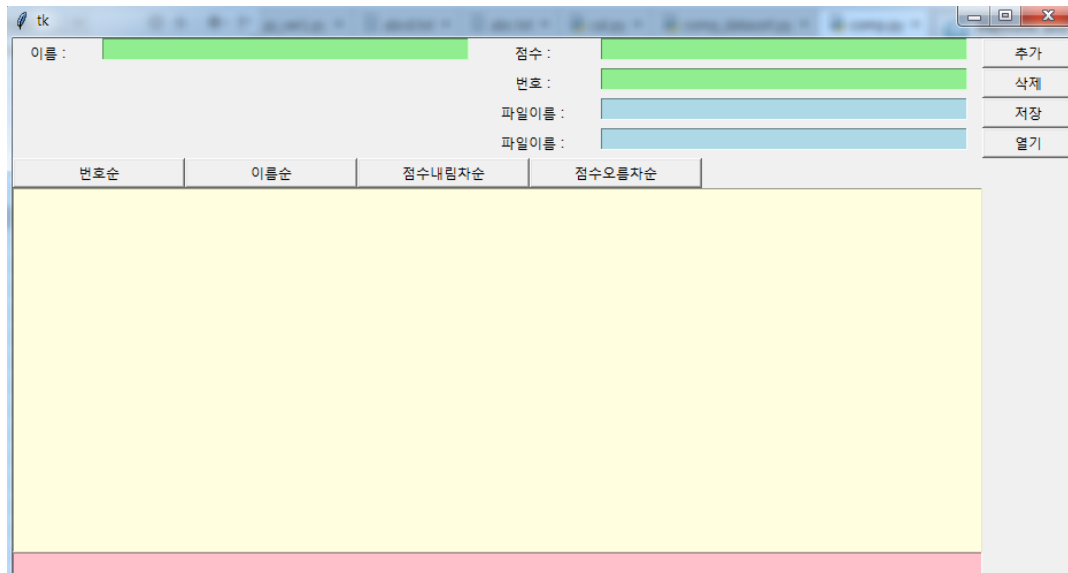 tk
이름 : 점수 : 추가
번호 : 삭제
파일이름 : 저장
파일이름 : 열기
번호순 이름순 점수내림차순 점수오름차순